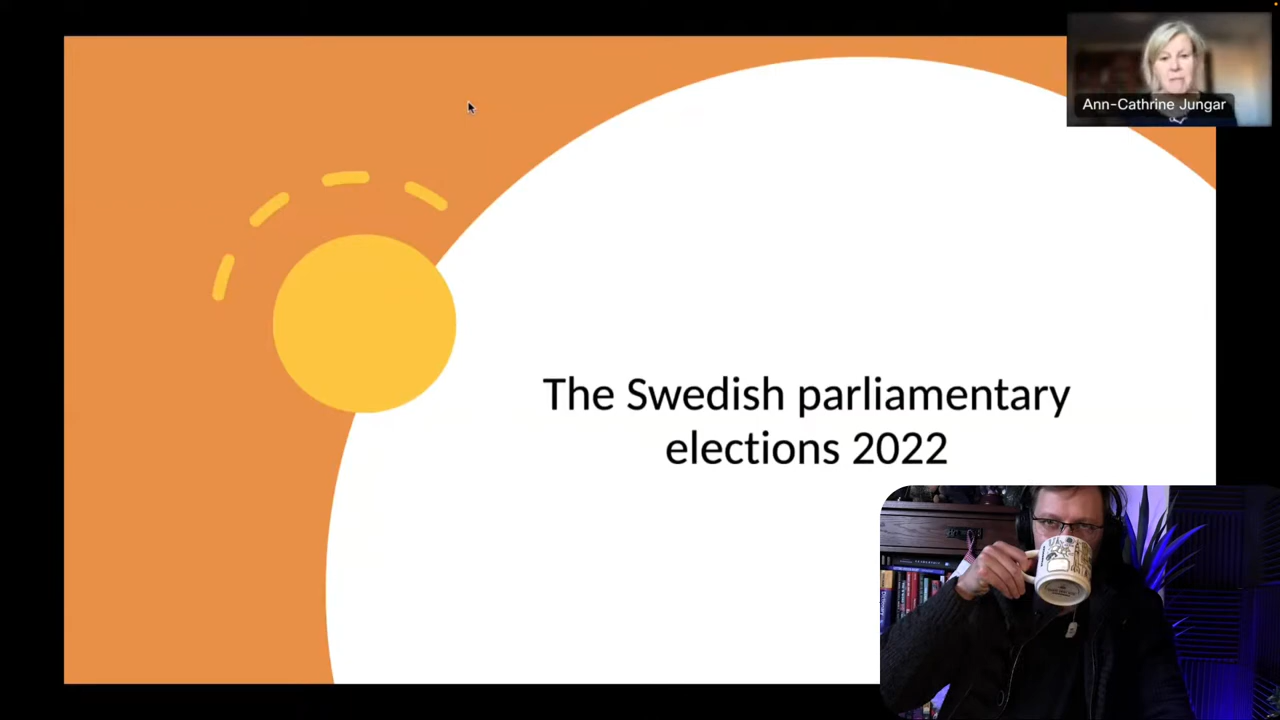 Ann-Cathrine Jungar
The Swedish parliamentary
elections 2022